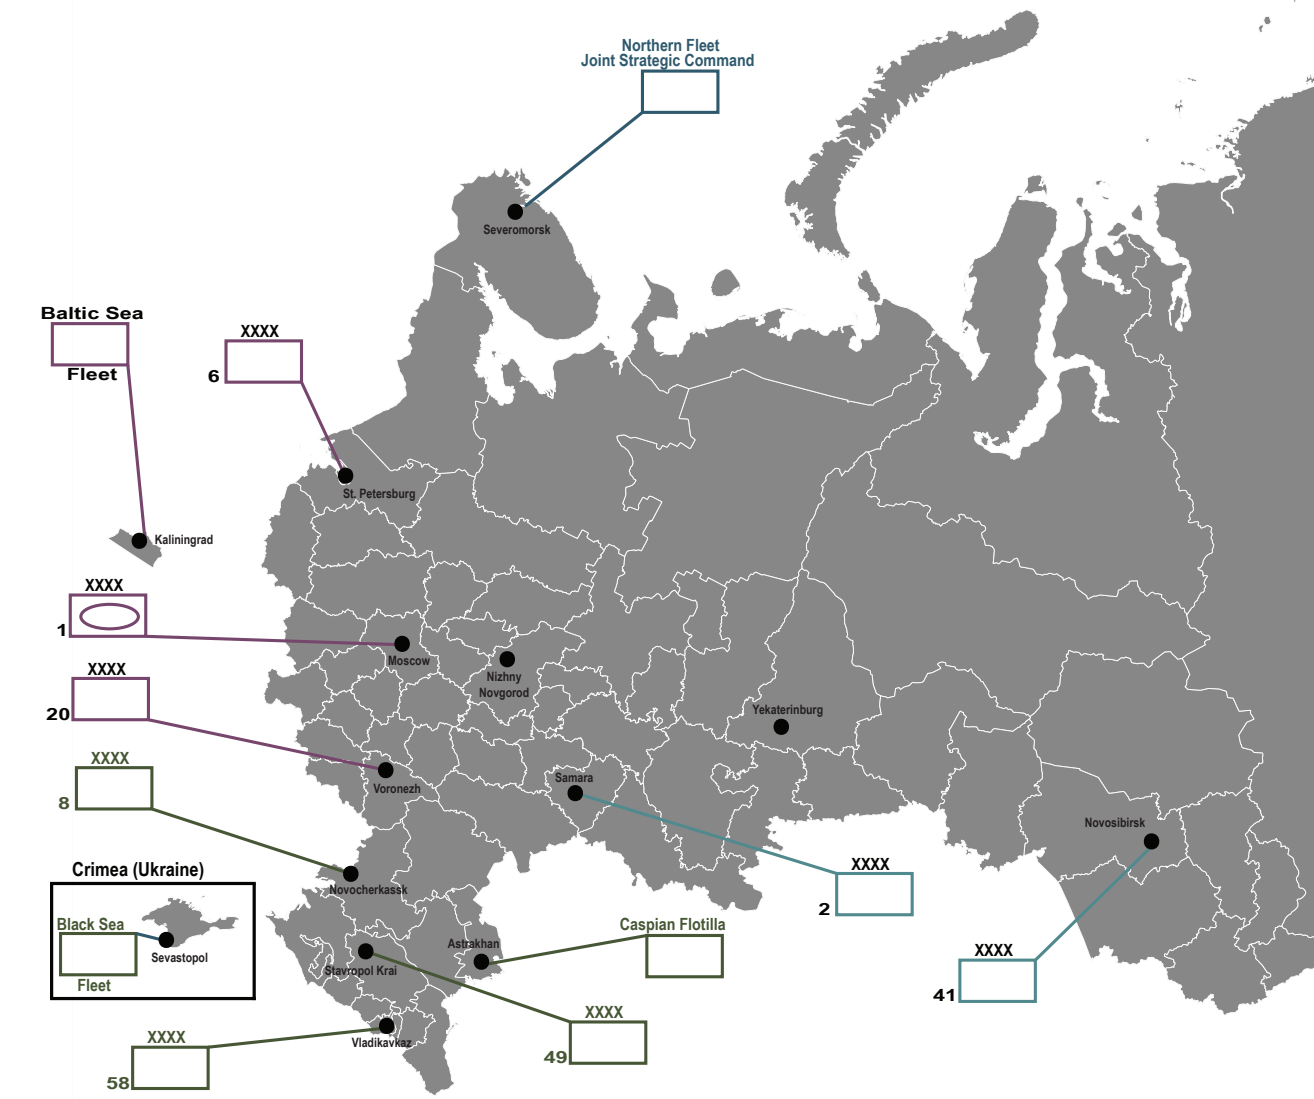 Northern Fleet
Joint Strategic Command
Severomorsk
Baltic Sea
Fleet
XXXX
6
St. Petersburg
Kaliningrad
XXXX
1
Moscow
Nizhny
Novgorod
XXXX
20
Voronezh
Yekaterinburg
XXXX
8
Novocherkassk
Samara
XXXX
2
Novosibirsk
XXXX
41
Crimea (Ukraine)
Black Sea
Fleet
Sevastopol
Caspian Flotilla
Astrakhan
Stavropol Krai
XXXX
49
XXXX
58
Vladikavkaz